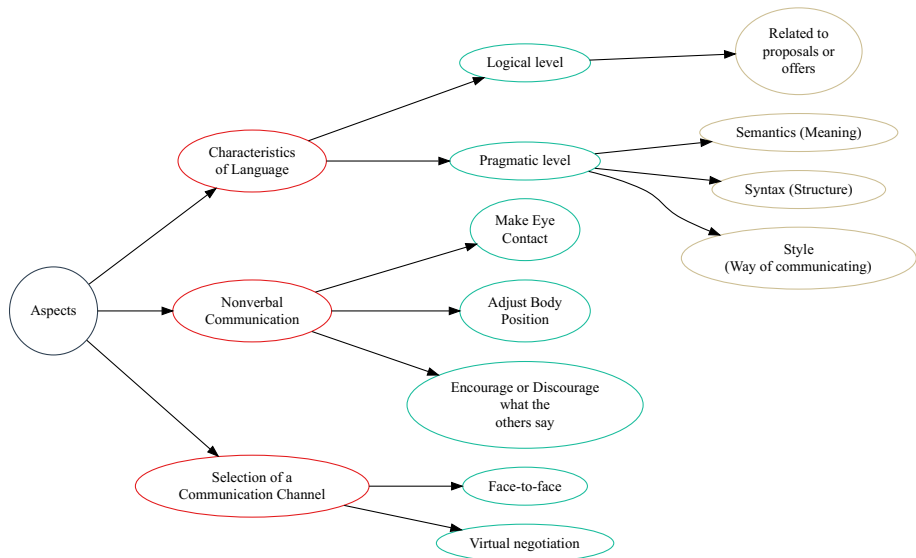 Related to
proposals or
offers
Logical level
Semantics (Meaning)
Characteristics
of Language
Pragmatic level
Syntax (Structure)
Make Eye
Contact
Style
(Way of communicating)
Aspects
Nonverbal
Communication
Adjust Body
Position
Encourage or Discourage
what the
others say
Selection of a
Communication Channel
Face-to-face
Virtual negotiation